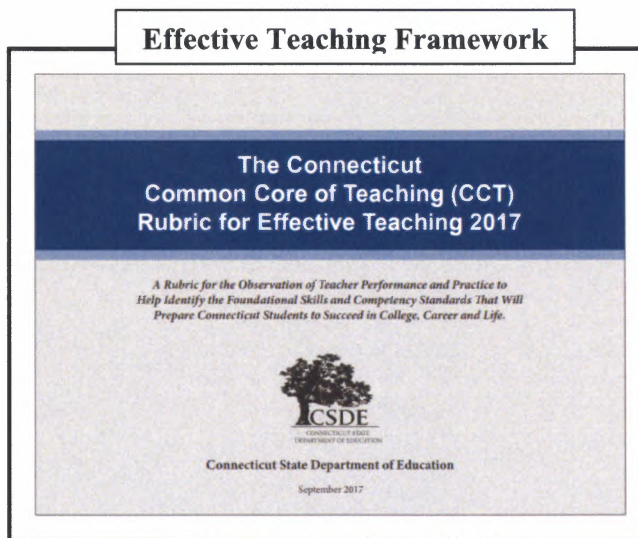 Effective Teaching Framework
The Connecticut
Common Core of Teaching (CCT)
Rubric for Effective Teaching 2017
A Rubric for the Observation of Teacher Performance and Practice to
Help Identify the Foundational Skills and Competency Standards That Will
Prepare Connecticut Students to Succeed in College, Career and Life.
CSDE
CONNECTICUT STATE
DEPARTMENT OF EDUCATION
Connecticut State Department of Education
September 2017